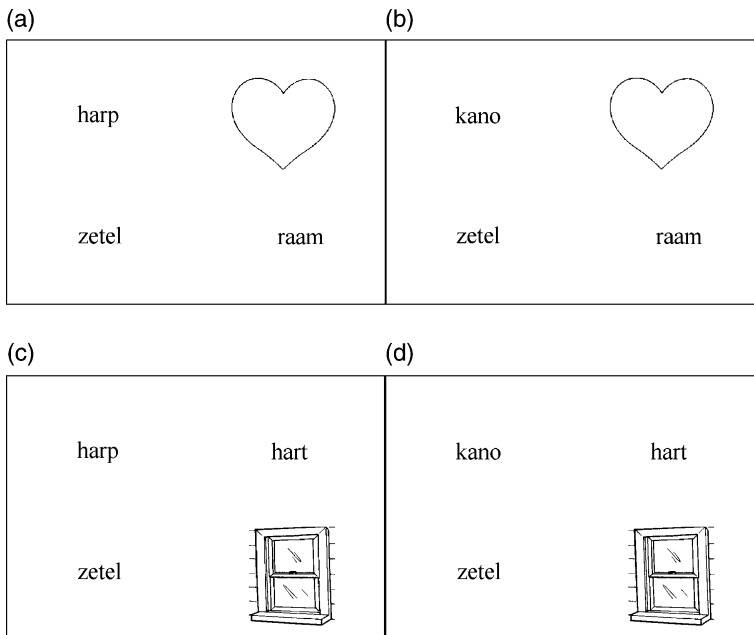 (a)
(b)
harp
kano
zetel raam
zetel raam
(c)
(d)
harp hart
kano hart
zetel
zetel